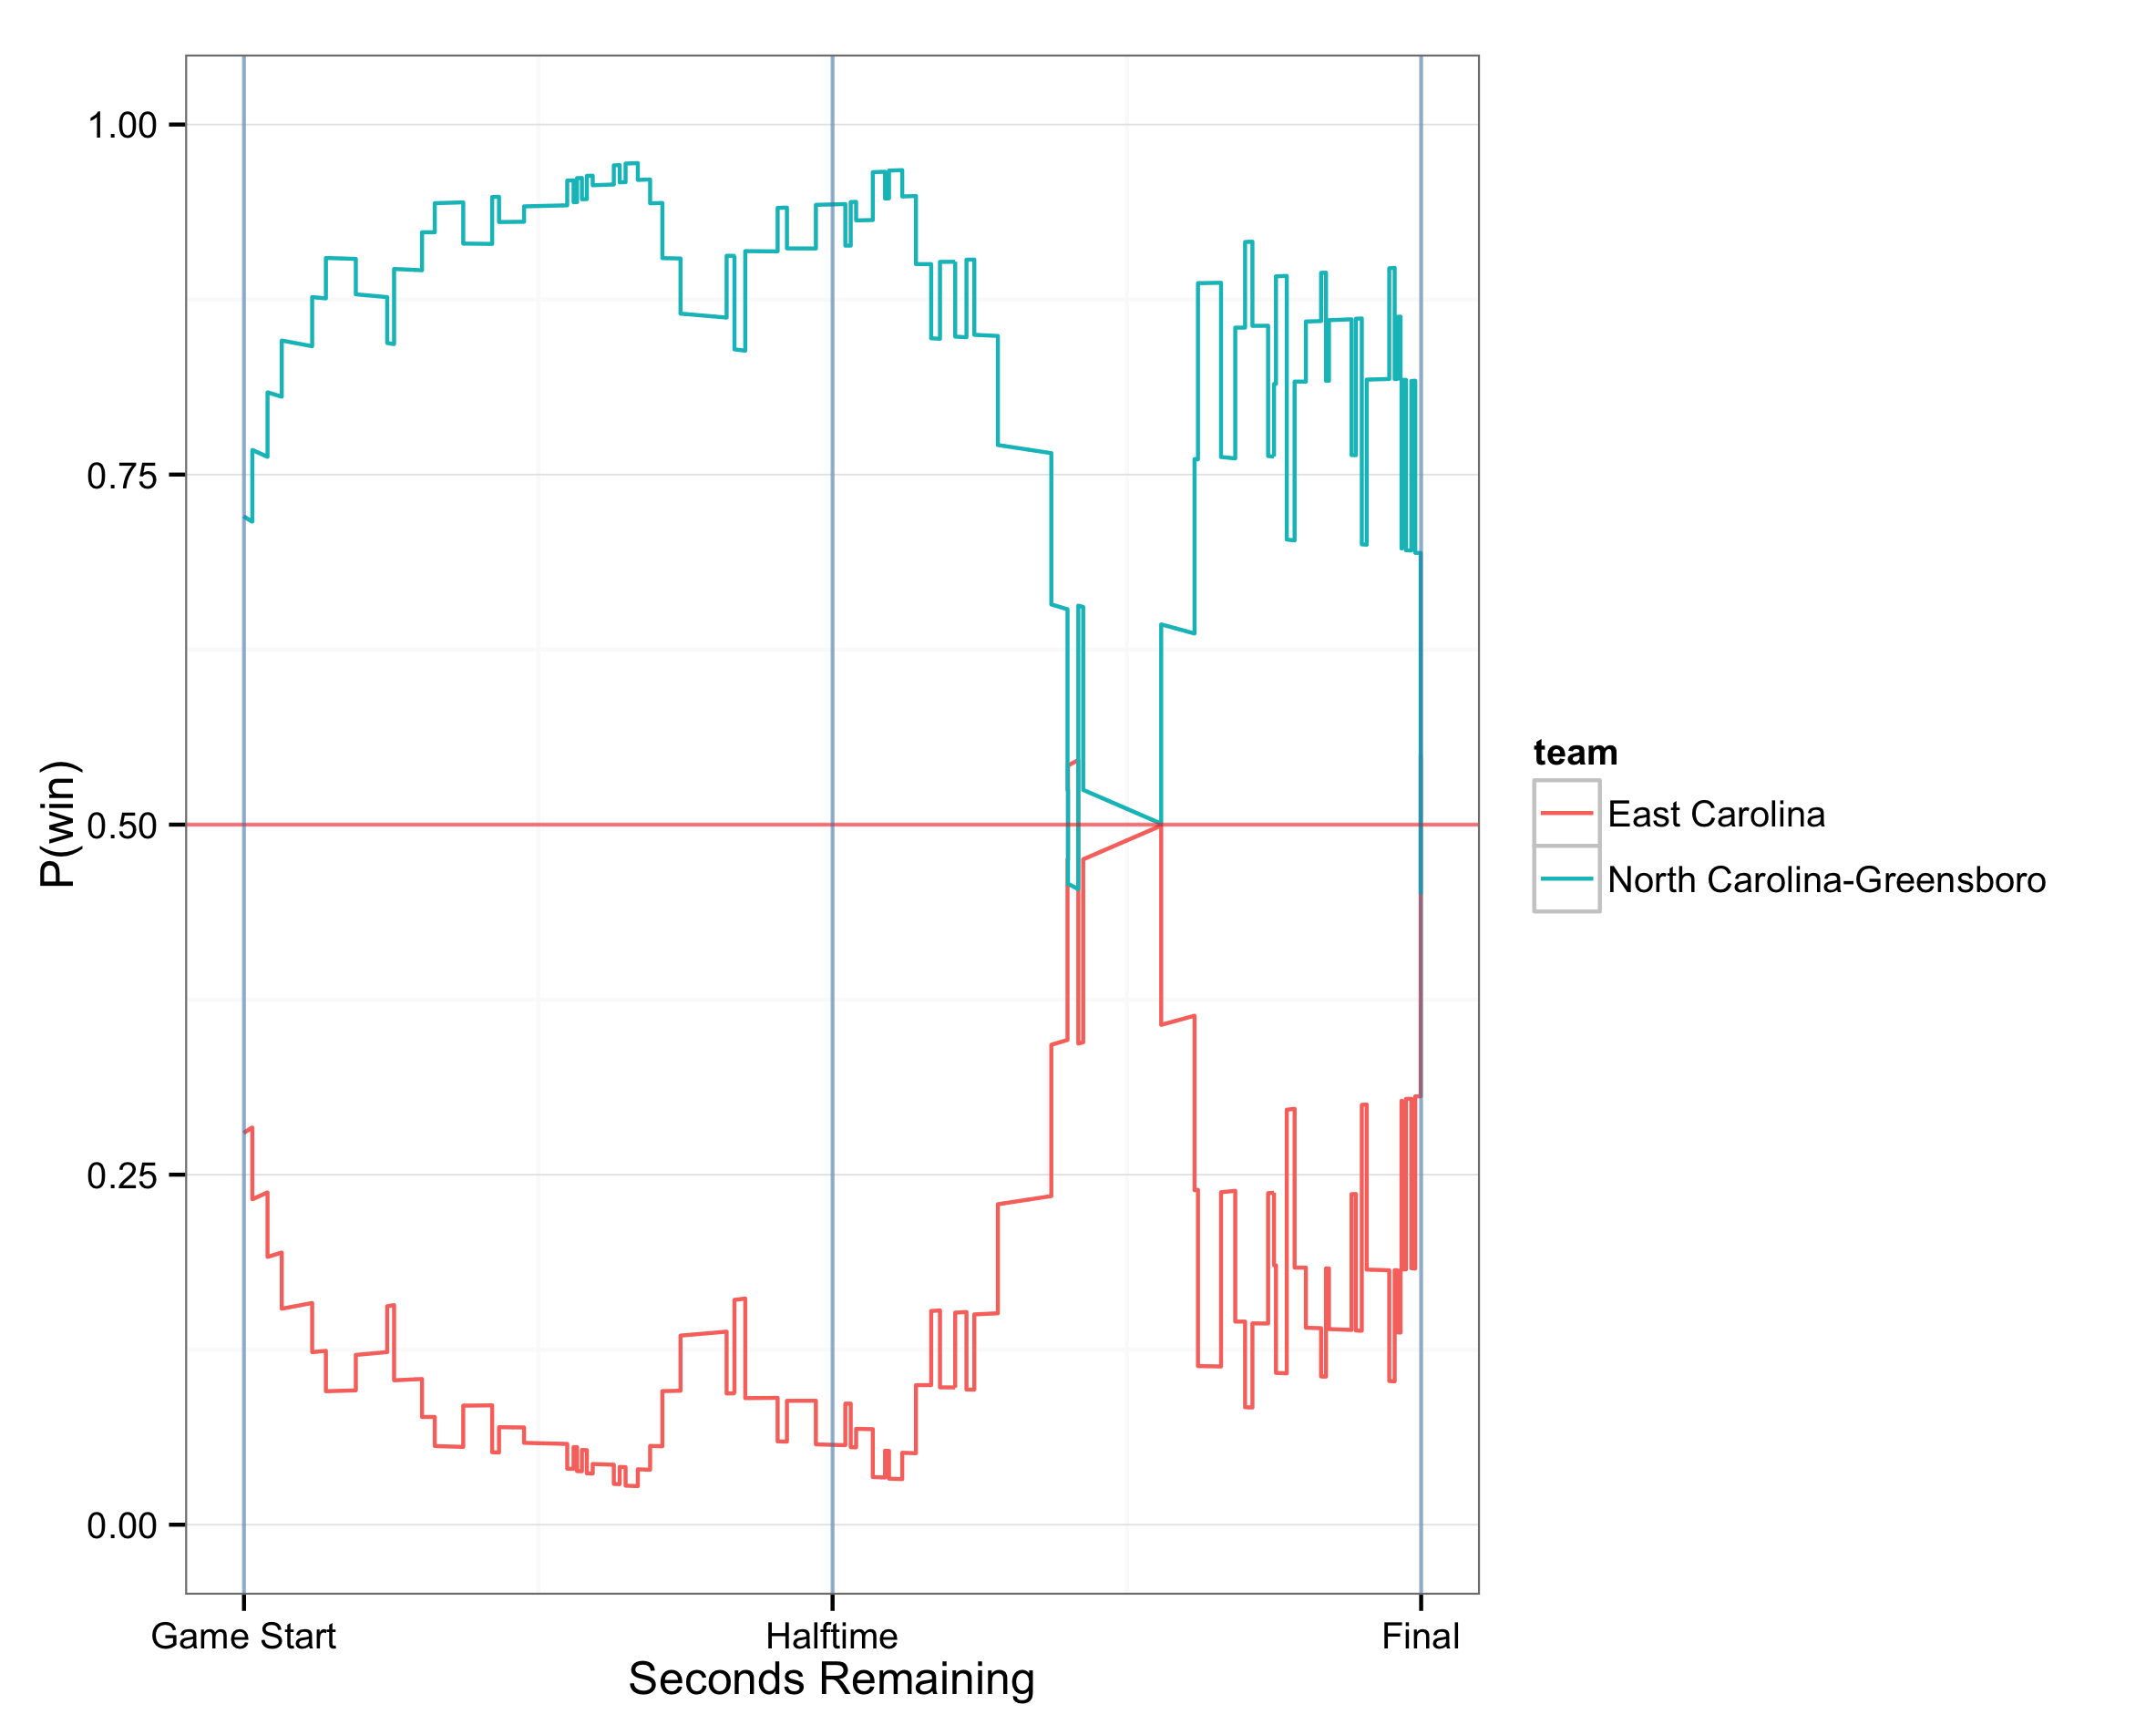 1.00
0.75
0.50
0.25
0.00
P(win)
Game Start
Halftime
Final
Seconds Remaining
team
East Carolina
North Carolina-Greensboro